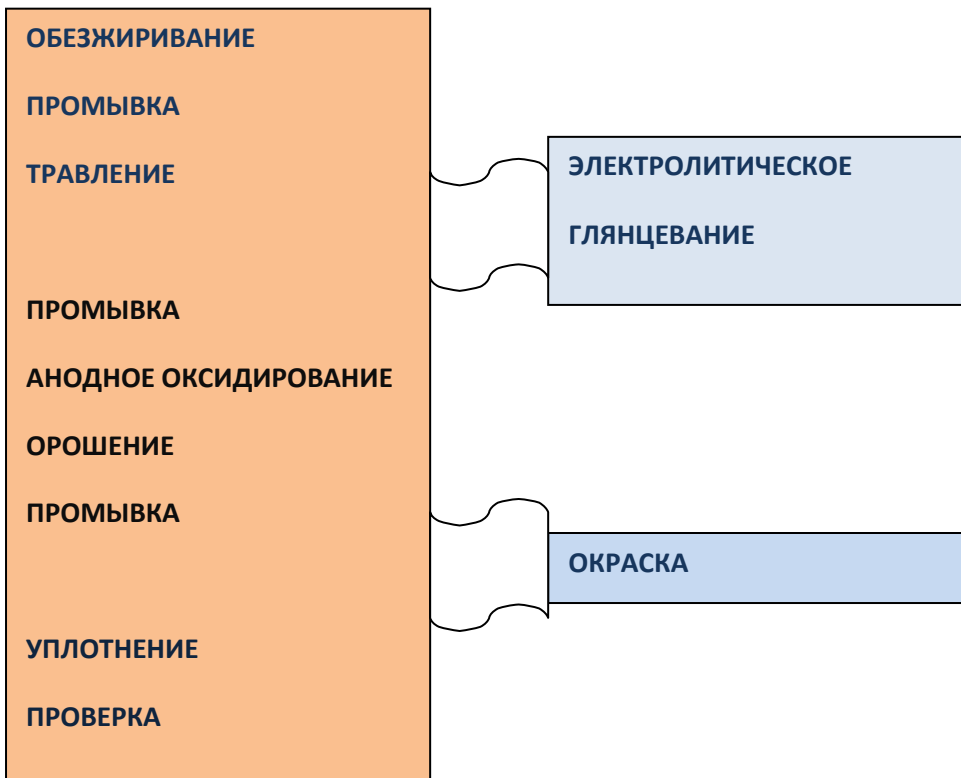 ОБЕЗЖИРИВАНИЕ
ПРОМЫВКА
ТРАВЛЕНИЕ
ЭЛЕКТРОЛИТИЧЕСКОЕ
ГЛЯНЦЕВАНИЕ
ПРОМЫВКА
АНОДНОЕ ОКСИДИРОВАНИЕ
ОРОШЕНИЕ
ПРОМЫВКА
ОКРАСКА
УПЛОТНЕНИЕ
ПРОВЕРКА